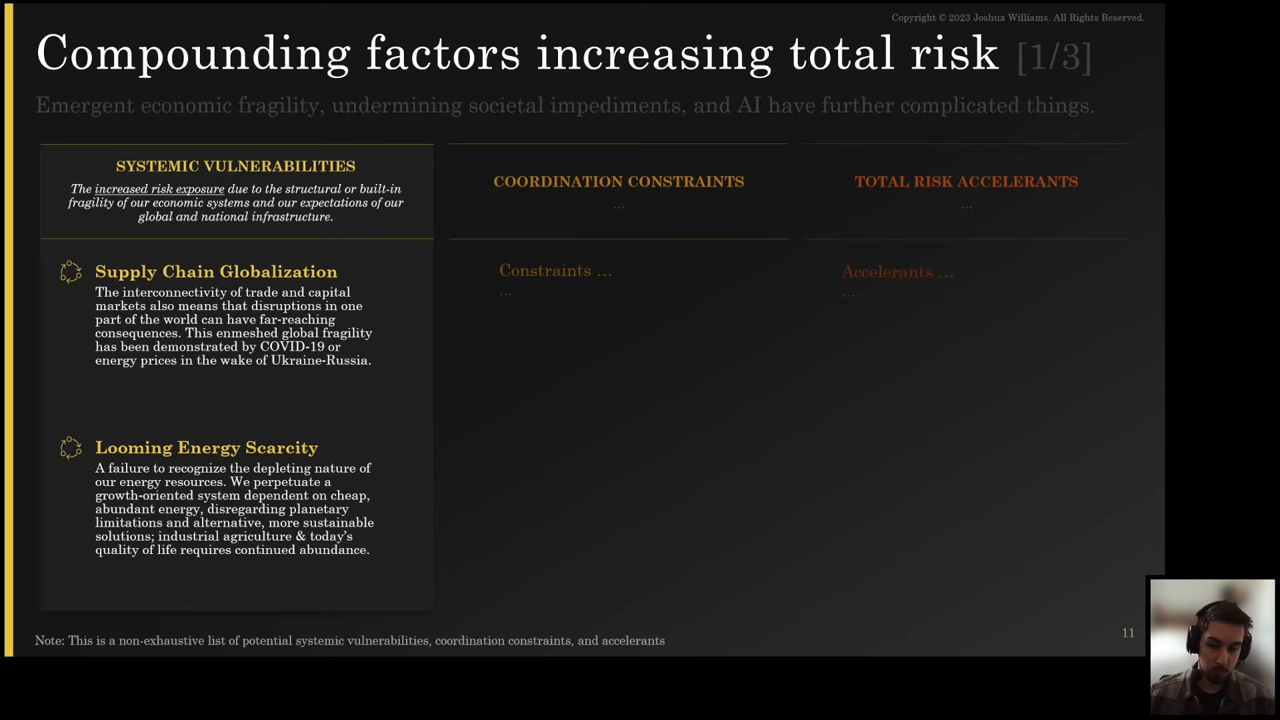 Copyright © 2023 Joshua Williams. All Rights Reserved.
Compounding factors increasing total risk [1/3]
Emergent economic fragility, undermining societal impediments, and AI have further complicated things.
SYSTEMIC VULNERABILITIES
The increased risk exposure due to the structural or built-in
fragility of our economic systems and our expectations of our
global and national infrastructure.
Supply Chain Globalization
The interconnectivity of trade and capital
markets also means that disruptions in one
part of the world can have far-reaching
consequences. This enmeshed global fragility
has been demonstrated by COVID-19 or
energy prices in the wake of Ukraine-Russia.
Looming Energy Scarcity
A failure to recognize the depleting nature of
our energy resources. We perpetuate a
growth-oriented system dependent on cheap,
abundant energy, disregarding planetary
limitations and alternative, more sustainable
solutions; industrial agriculture & today's
quality of life requires continued abundance.
COORDINATION CONSTRAINTS
...
Constraints ...
...
TOTAL RISK ACCELERANTS
...
Accelerants ...
...
Note: This is a non-exhaustive list of potential systemic vulnerabilities, coordination constraints, and accelerants
11